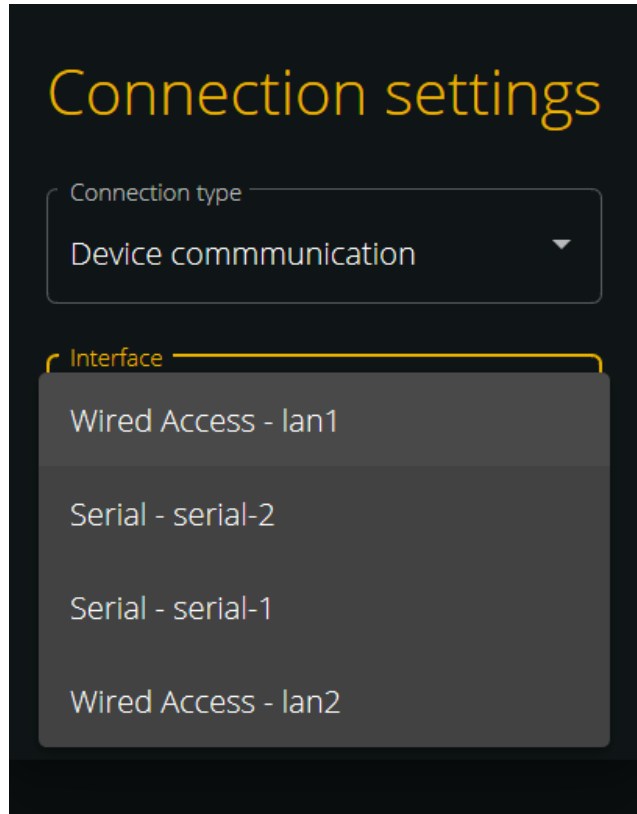 Connection settings
Connection type
Device commmunication
Interface
Wired Access - lan1
Serial - serial-2
Serial - serial-1
Wired Access - lan2